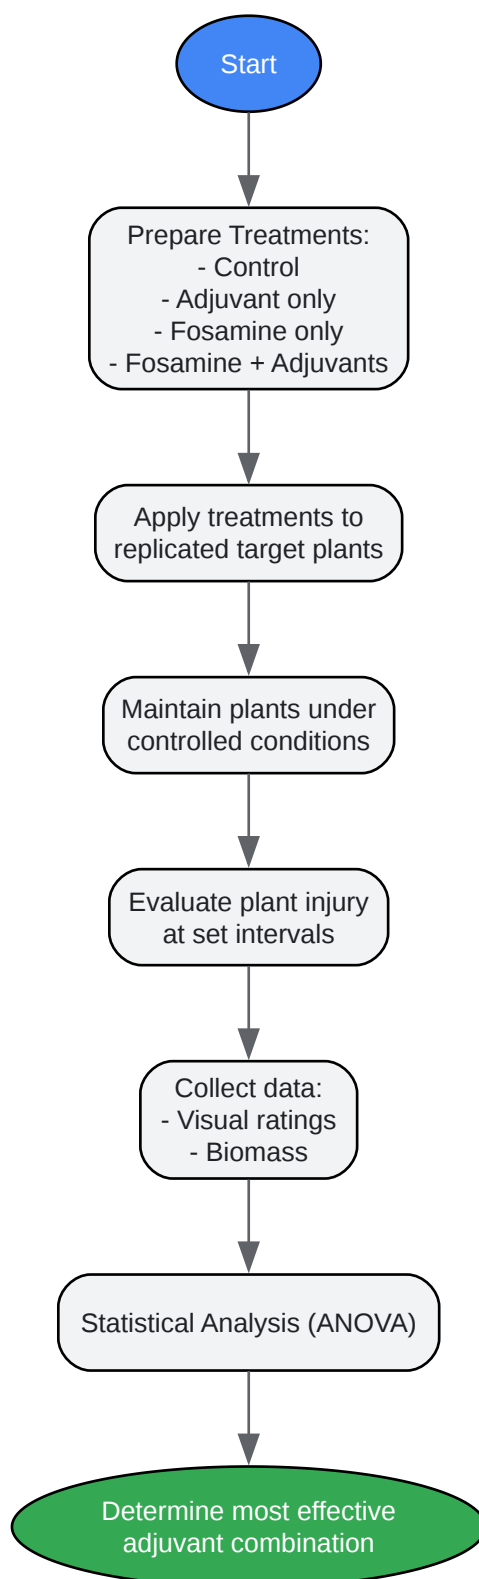 Start
Prepare Treatments:
- Control
- Adjuvant only
- Fosamine only
- Fosamine + Adjuvants
Apply treatments to
replicated target plants
Maintain plants under
controlled conditions
Evaluate plant injury
at set intervals
Collect data:
- Visual ratings
- Biomass
Statistical Analysis (ANOVA)
Determine most effective
adjuvant combination